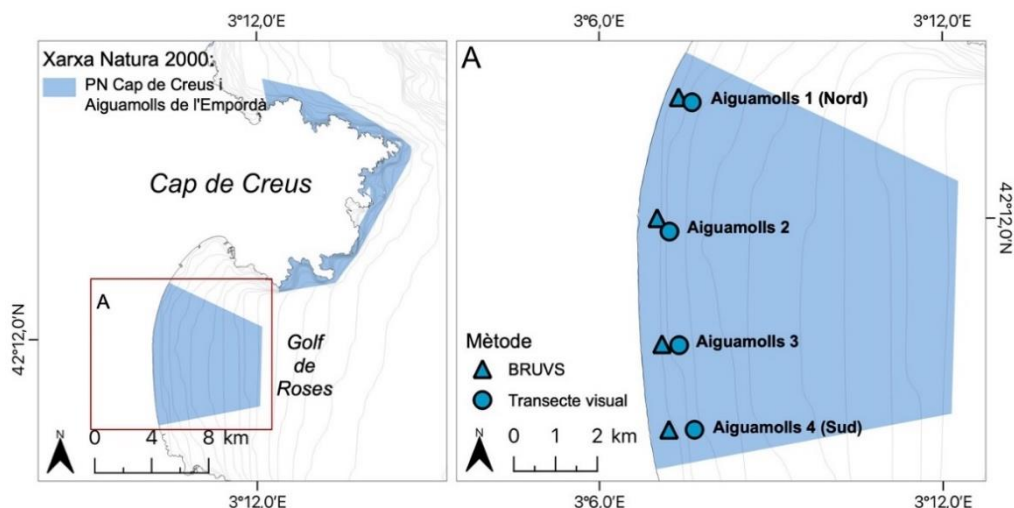 3°12,0'E
Xarxa Natura 2000:
PN Cap de Creus i
Aiguamolls de l'Empordà
Cap de Creus
A
Golf
de
Roses
42°12,0'N
N
0 4 8 km
3°12,0'E
3°6,0'E 3°12,0'E
A
Aiguamolls 1 (Nord)
Aiguamolls 2
Aiguamolls 3
Aiguamolls 4 (Sud)
42°12,0'N
Mètode
BRUVS
Transecte visual
N
0 1 2 km
3°6,0'E 3°12,0'E